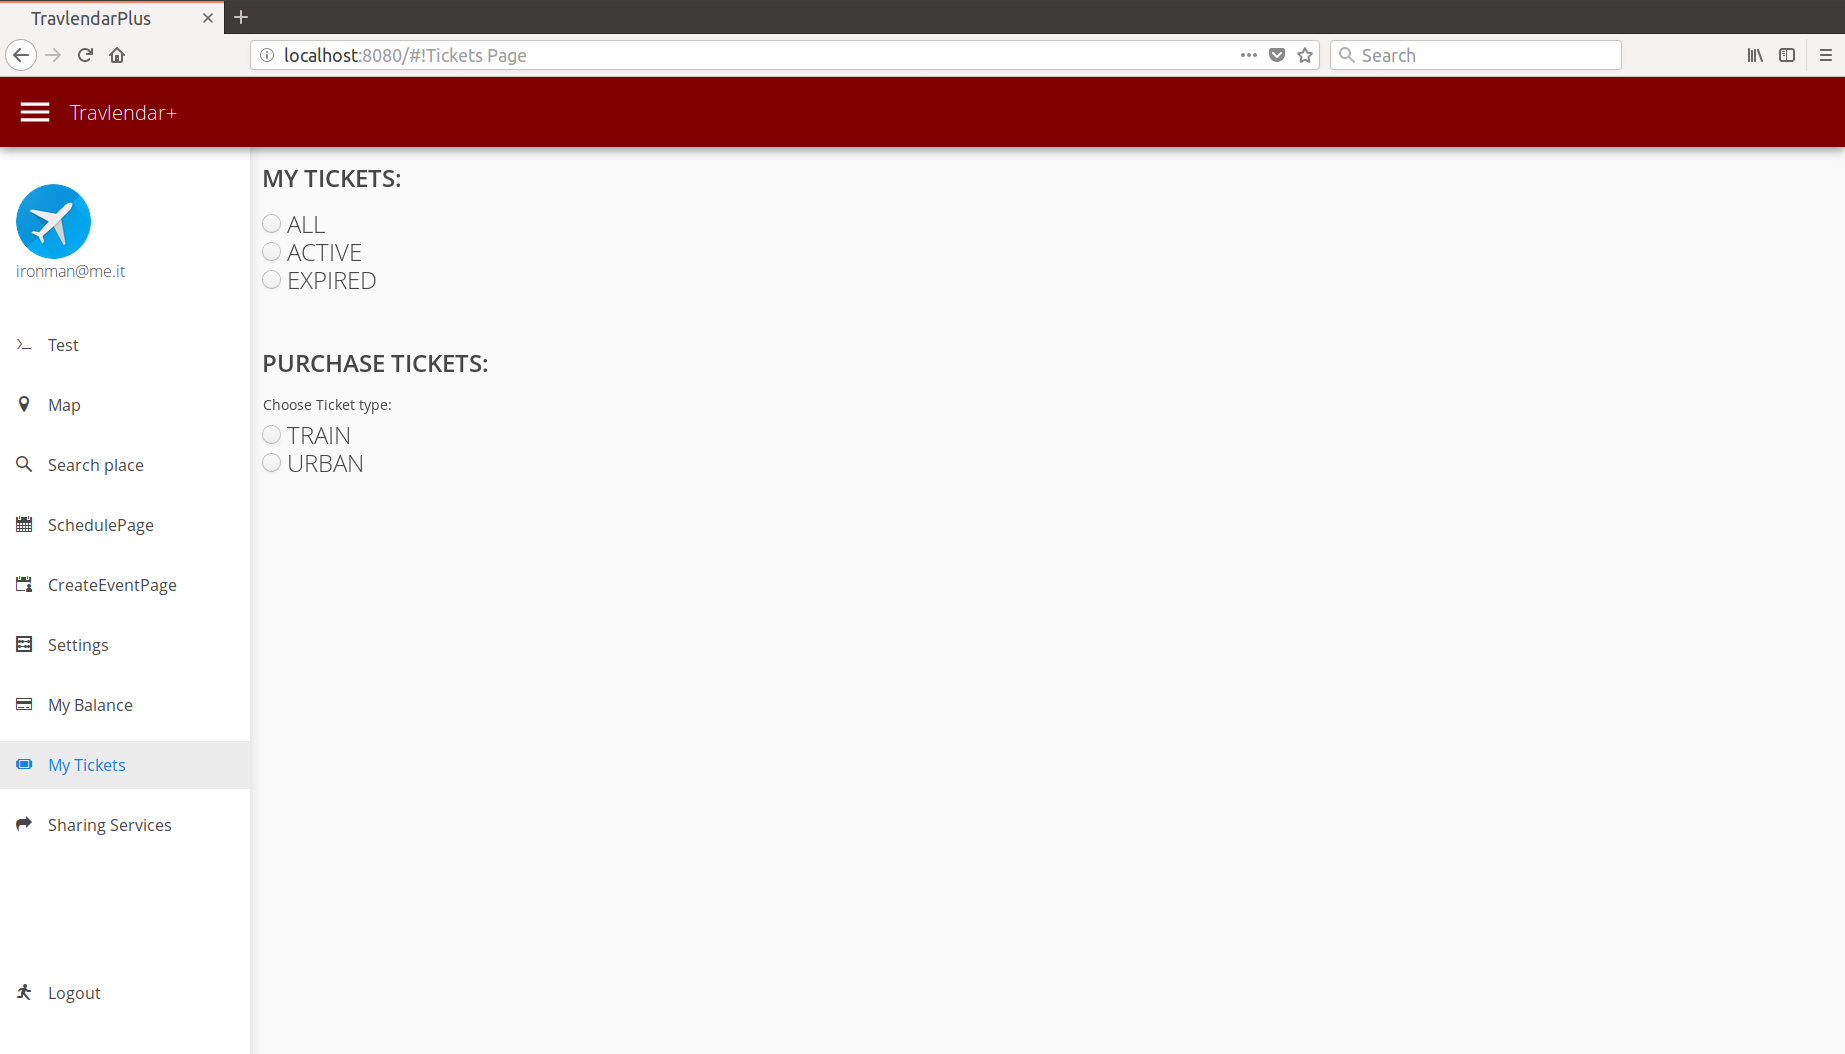 TravlendarPlus
localhost:8080/#!Tickets Page
Search
Travlendar+
ironman@me.it
Test
Map
Search place
SchedulePage
CreateEventPage
Settings
My Balance
My Tickets
Sharing Services
Logout
MY TICKETS:
ALL
ACTIVE
EXPIRED
PURCHASE TICKETS:
Choose Ticket type:
TRAIN
URBAN